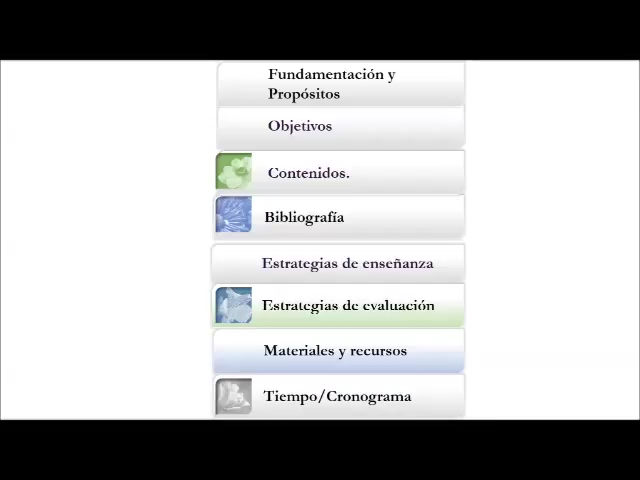 Fundamentación y
Propósitos
Objetivos
Contenidos.
Bibliografía
Estrategias de enseñanza
Estrategias de evaluación
Materiales y recursos
Tiempo/Cronograma